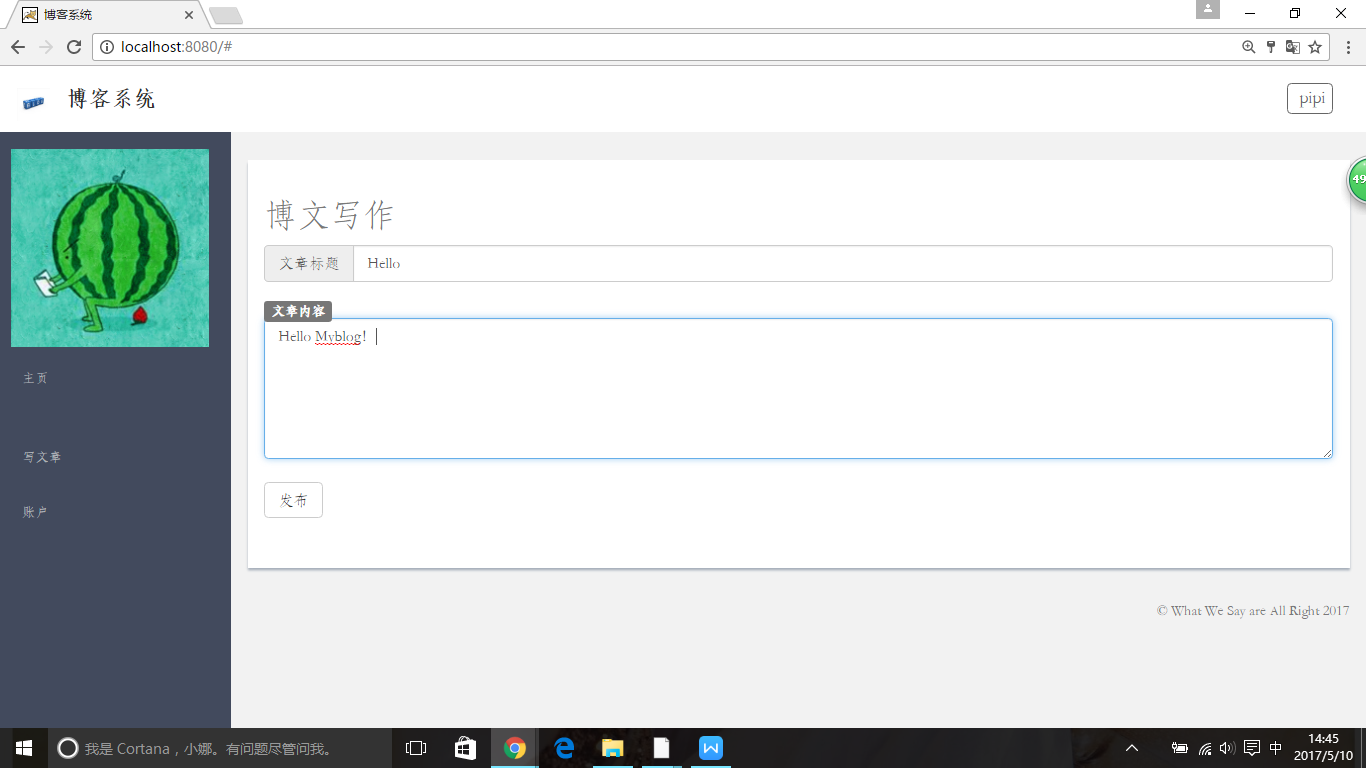 博客系统
localhost:8080/#
博客系统
pipi
博文写作
文章标题 Hello
文章内容
Hello Myblog!
主页
写文章
账户
发布
© What We Say are All Right 2017
49
我是 Cortana，小娜。有问题尽管问我。
中
14:45
2017/5/10